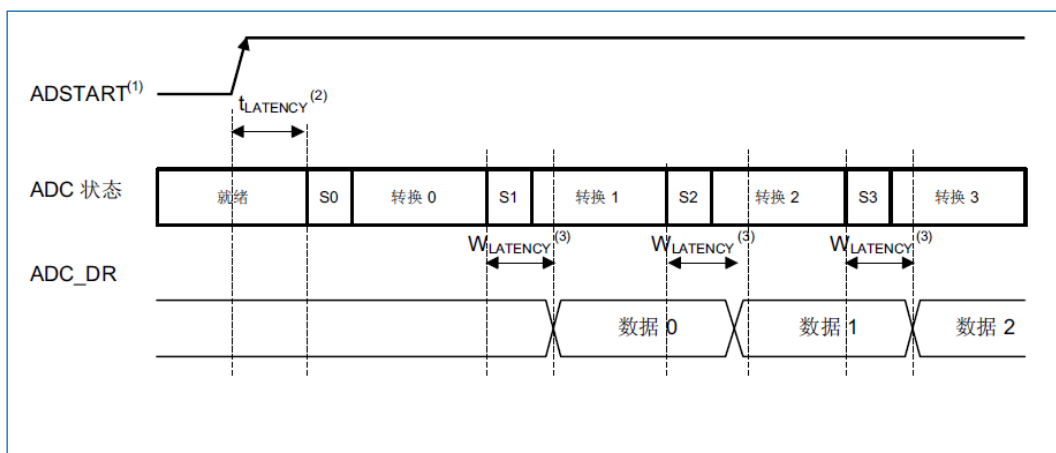 ADSTART(1)
tLATENCY(2)
ADC 状态
就绪 S0 转换 0 S1 转换 1 S2 转换 2 S3 转换 3
WLATENCY(3) WLATENCY(3) WLATENCY(3)
ADC_DR
数据 0 数据 1 数据 2